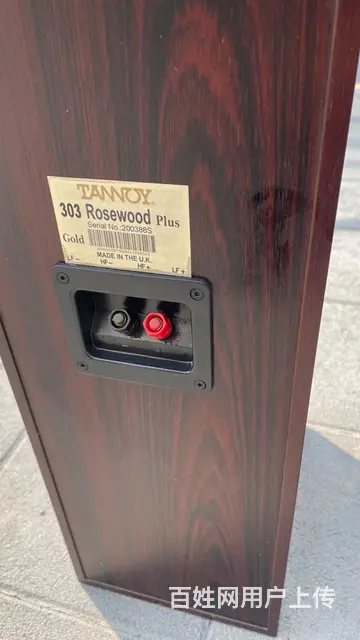 TANNOY
303 Rosewood Plus
Serial No.:200388S
Gold
MADE IN THE U.K.
LF− HF− HF+ LF+
百姓网用户上传